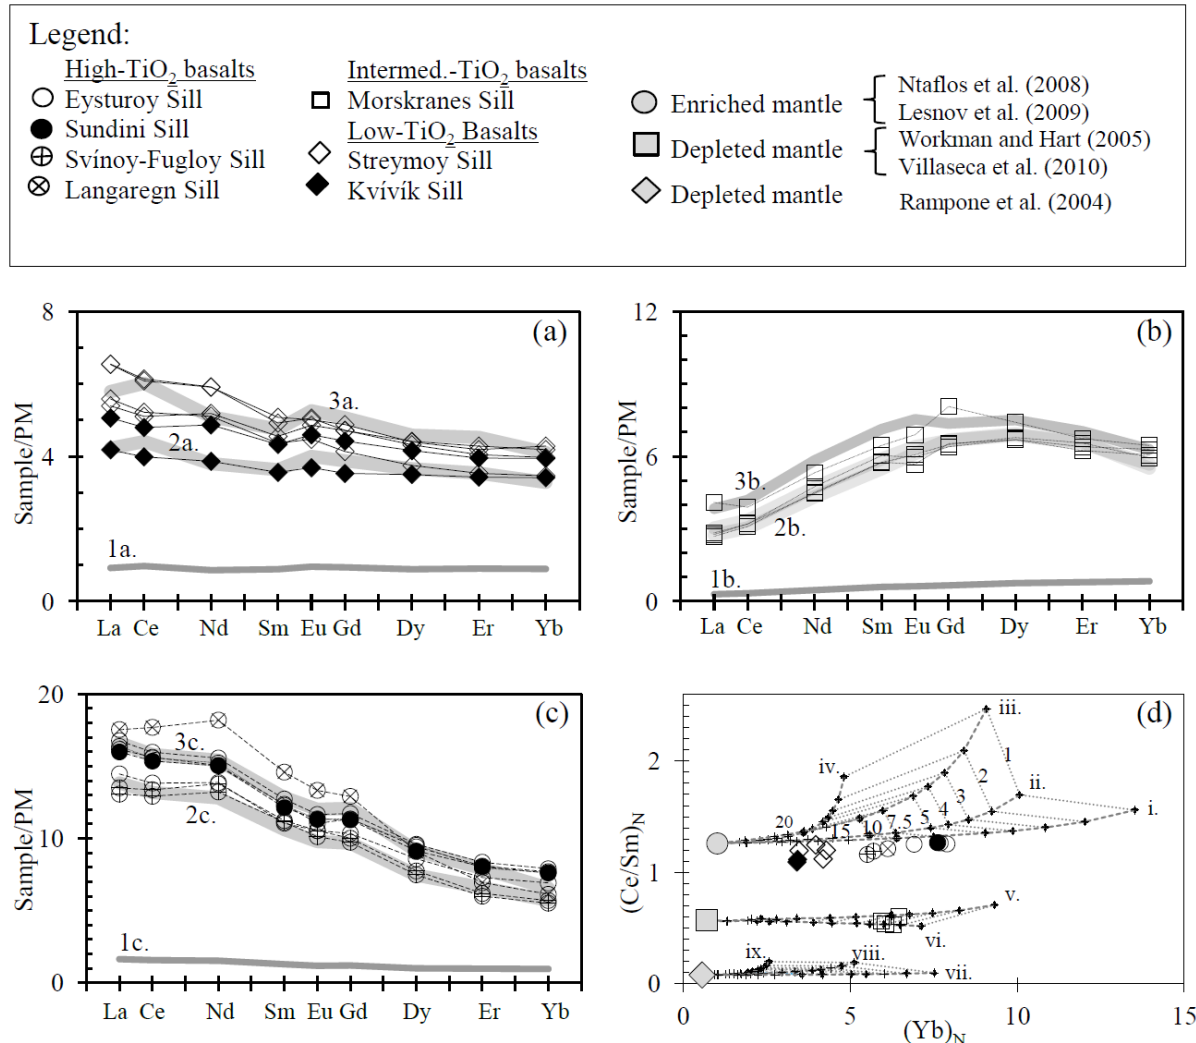 Legend:
High-TiO2 basalts
Eysturoy Sill
Sundini Sill
Svínoy-Fugloy Sill
Langaregn Sill
Intermed.-TiO2 basalts
Morskranes Sill
Low-TiO2 Basalts
Streymoy Sill
Kvívík Sill
Enriched mantle
Depleted mantle
Depleted mantle
Ntaflos et al. (2008)
Lesnov et al. (2009)
Workman and Hart (2005)
Villaseca et al. (2010)
Rampone et al. (2004)
(a)
Sample/PM
8
4
0
3a.
2a.
1a.
La Ce Nd Sm Eu Gd Dy Er Yb
(b)
Sample/PM
12
6
0
3b.
2b.
1b.
La Ce Nd Sm Eu Gd Dy Er Yb
(c)
Sample/PM
20
10
0
3c.
2c.
1c.
La Ce Nd Sm Eu Gd Dy Er Yb
(d)
(Ce/Sm)N
2
1
0
iii.
iv.
ii.
i.
1
2
3
4
5
7.5
10
15
20
v.
vi.
ix.
viii.
vii.
0 5 10 15
(Yb)N